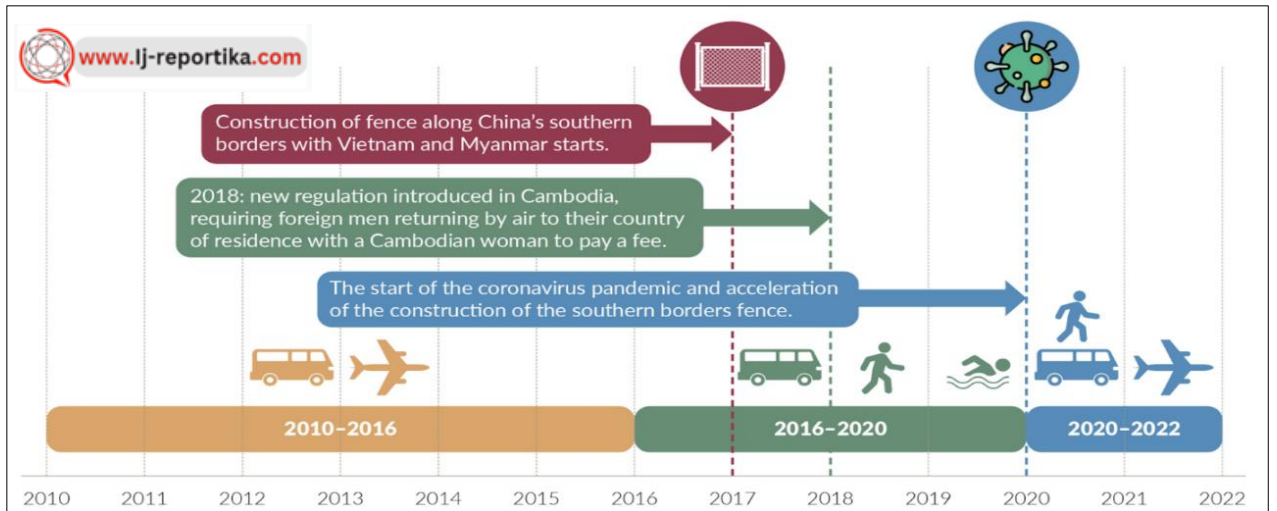 www.Ij-reportika.com
Construction of fence along China's southern
borders with Vietnam and Myanmar starts.
2018: new regulation introduced in Cambodia,
requiring foreign men returning by air to their country
of residence with a Cambodian woman to pay a fee.
The start of the coronavirus pandemic and acceleration
of the construction of the southern borders fence.
2010–2016
2016–2020
2020–2022
2010 2011 2012 2013 2014 2015 2016 2017 2018 2019 2020 2021 2022